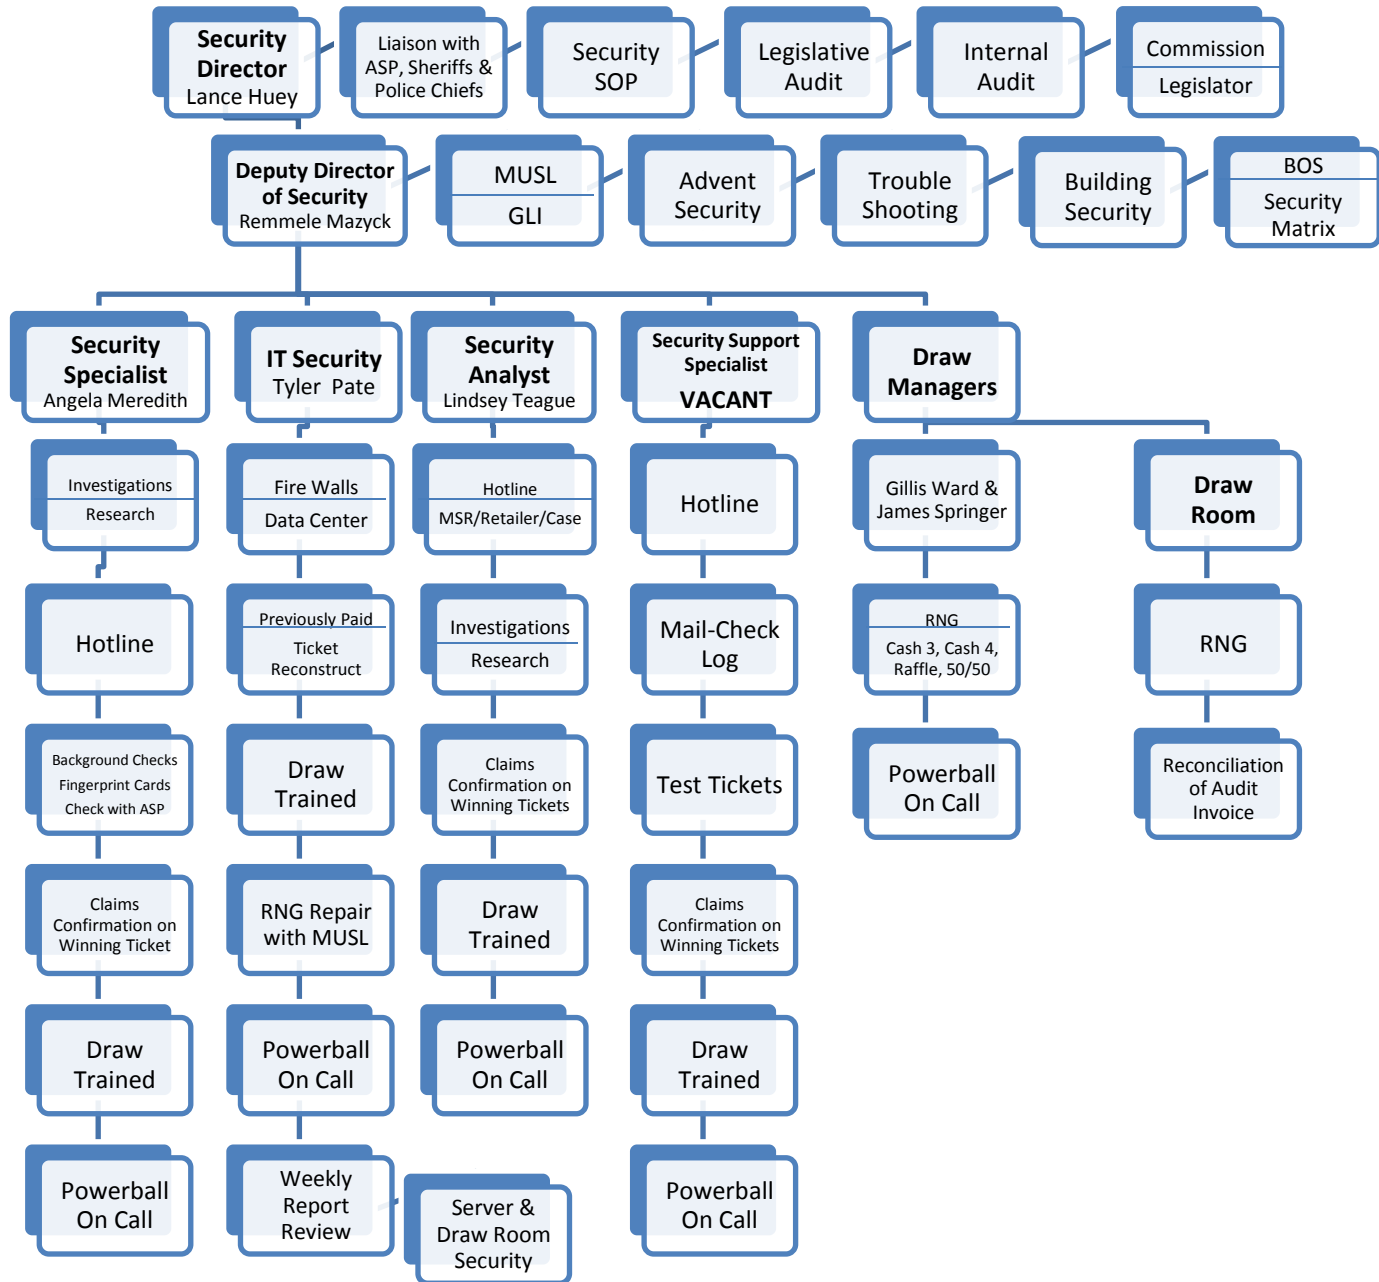 Security
Director
Lance Huey
Liaison with
ASP, Sheriffs &
Police Chiefs
Security
SOP
Legislative
Audit
Internal
Audit
Commission
Legislator
Deputy Director
of Security
Remmele Mazyck
MUSL
GLI
Advent
Security
Trouble
Shooting
Building
Security
BOS
Security
Matrix
Security
Specialist
Angela Meredith
IT Security
Tyler Pate
Security
Analyst
Lindsey Teague
Security Support
Specialist
VACANT
Draw
Managers
Investigations
Research
Fire Walls
Data Center
Hotline
MSR/Retailer/Case
Hotline
Gillis Ward &
James Springer
Draw
Room
Hotline
Previously Paid
Ticket
Reconstruct
Investigations
Research
Mail-Check
Log
RNG
Cash 3, Cash 4,
Raffle, 50/50
RNG
Background Checks
Fingerprint Cards
Check with ASP
Draw
Trained
Claims
Confirmation on
Winning Tickets
Test Tickets
Powerball
On Call
Reconciliation
of Audit
Invoice
Claims
Confirmation on
Winning Ticket
RNG Repair
with MUSL
Draw
Trained
Claims
Confirmation on
Winning Tickets
Draw
Trained
Powerball
On Call
Powerball
On Call
Draw
Trained
Powerball
On Call
Weekly
Report
Review
Server &
Draw Room
Security
Powerball
On Call